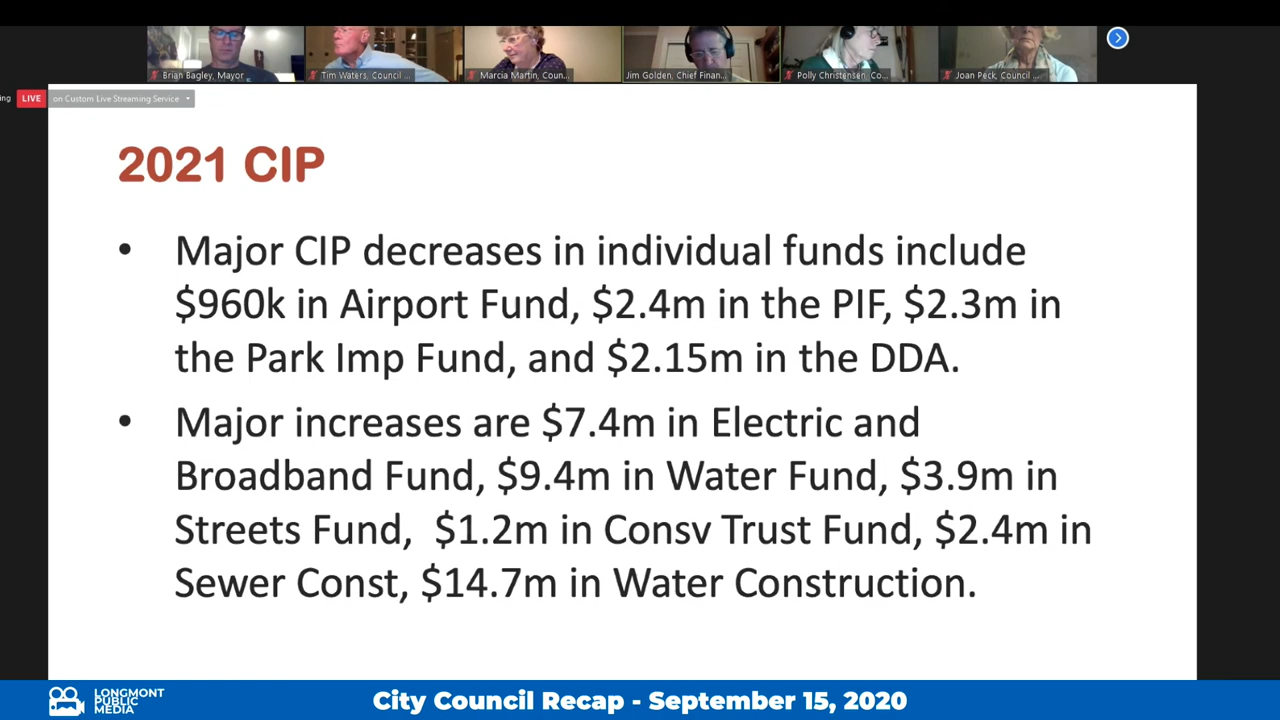 Brian Bagley, Mayor
Tim Waters, Council ...
Marcia Martin, Coun...
Jim Golden, Chief Finan...
Polly Christensen, Co...
Joan Peck, Council ...
ing
LIVE
on Custom Live Streaming Service
2021 CIP
• Major CIP decreases in individual funds include
$960k in Airport Fund, $2.4m in the PIF, $2.3m in
the Park Imp Fund, and $2.15m in the DDA.
• Major increases are $7.4m in Electric and
Broadband Fund, $9.4m in Water Fund, $3.9m in
Streets Fund,  $1.2m in Consv Trust Fund, $2.4m in
Sewer Const, $14.7m in Water Construction.
LONGMONT
PUBLIC
MEDIA
City Council Recap - September 15, 2020